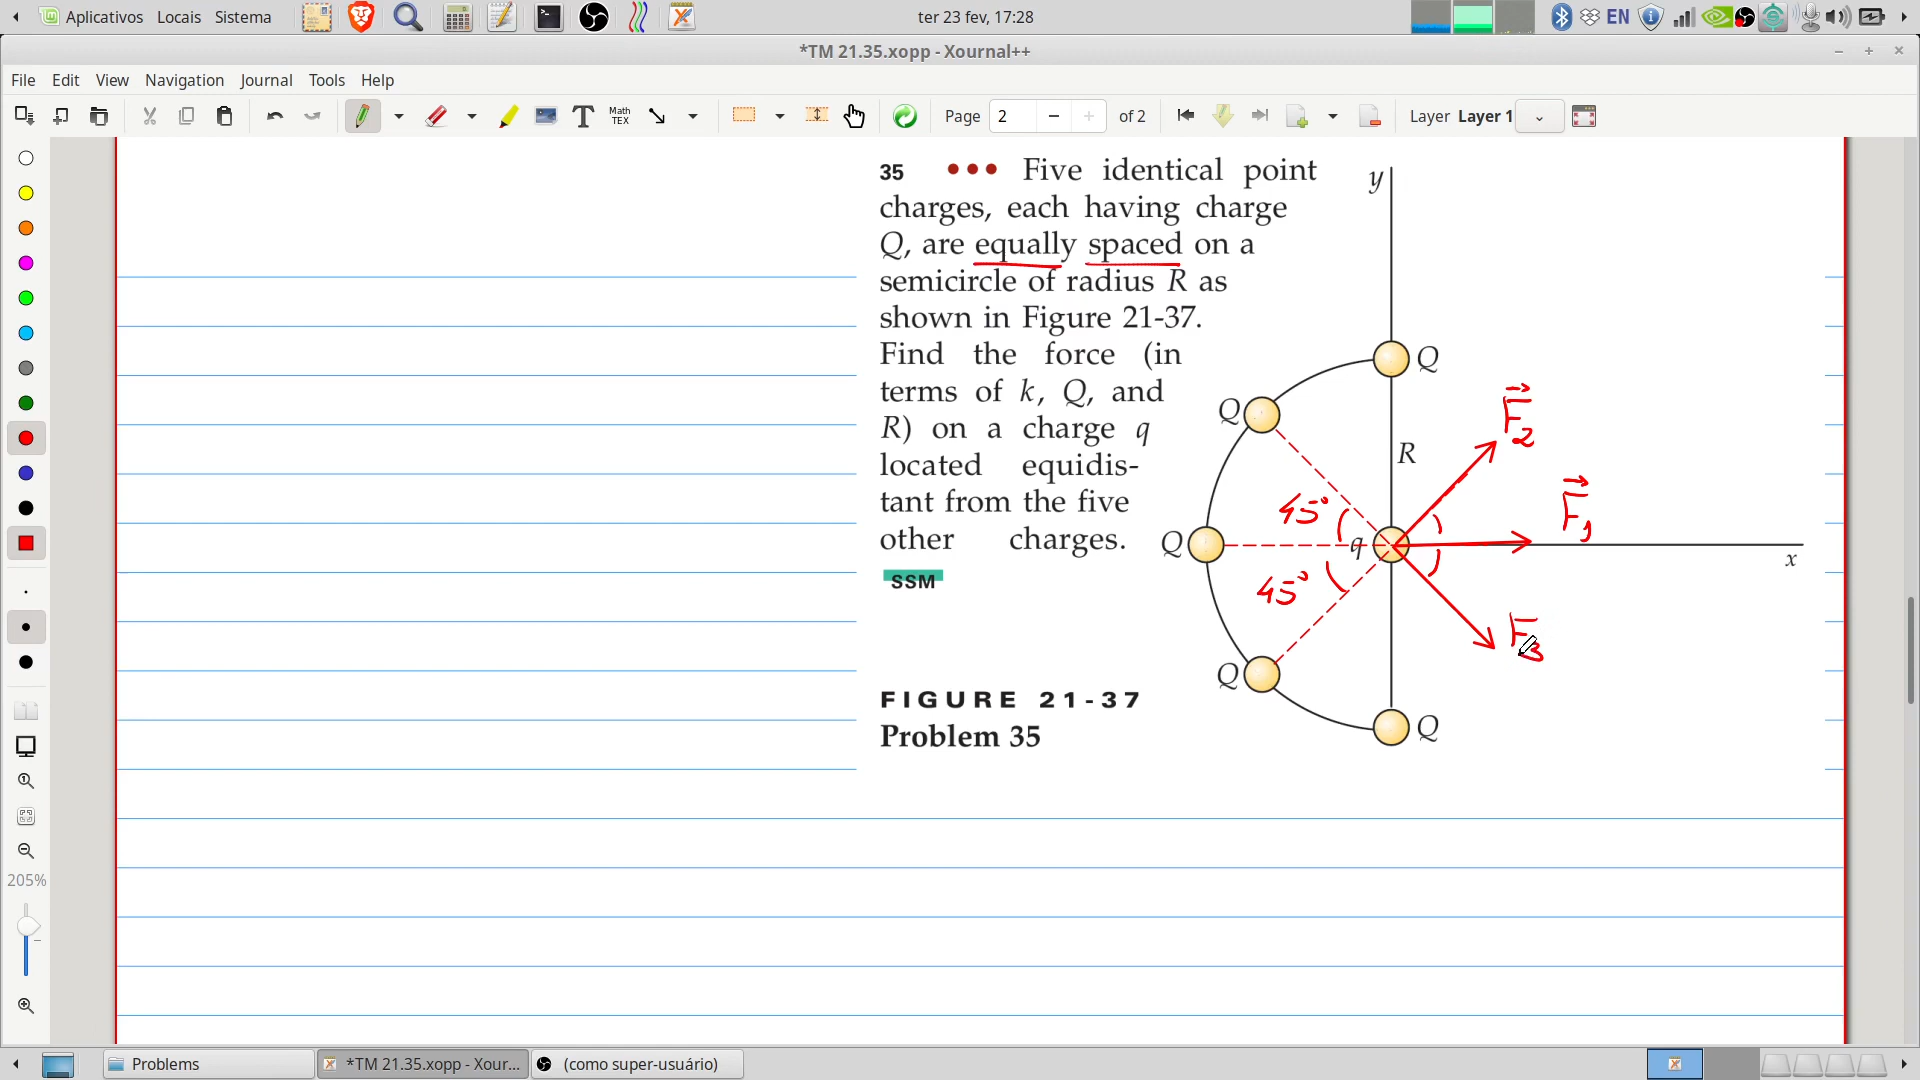 Aplicativos Locais Sistema
ter 23 fev, 17:28
EN
*TM 21.35.xopp - Xournal++
File Edit View Navigation Journal Tools Help
T
Math
TEX
Page 2 of 2
Layer Layer 1
35 ••• Five identical point
charges, each having charge
Q, are equally spaced on a
semicircle of radius R as
shown in Figure 21-37.
Find the force (in
terms of k, Q, and
R) on a charge q
located equidis-
tant from the five
other charges.
SSM
FIGURE 21-37
Problem 35
y
Q
Q
R
F2
F1
45°
Q
q
x
45°
F3
Q
Q
205%
Problems
*TM 21.35.xopp - Xour...
(como super-usuário)